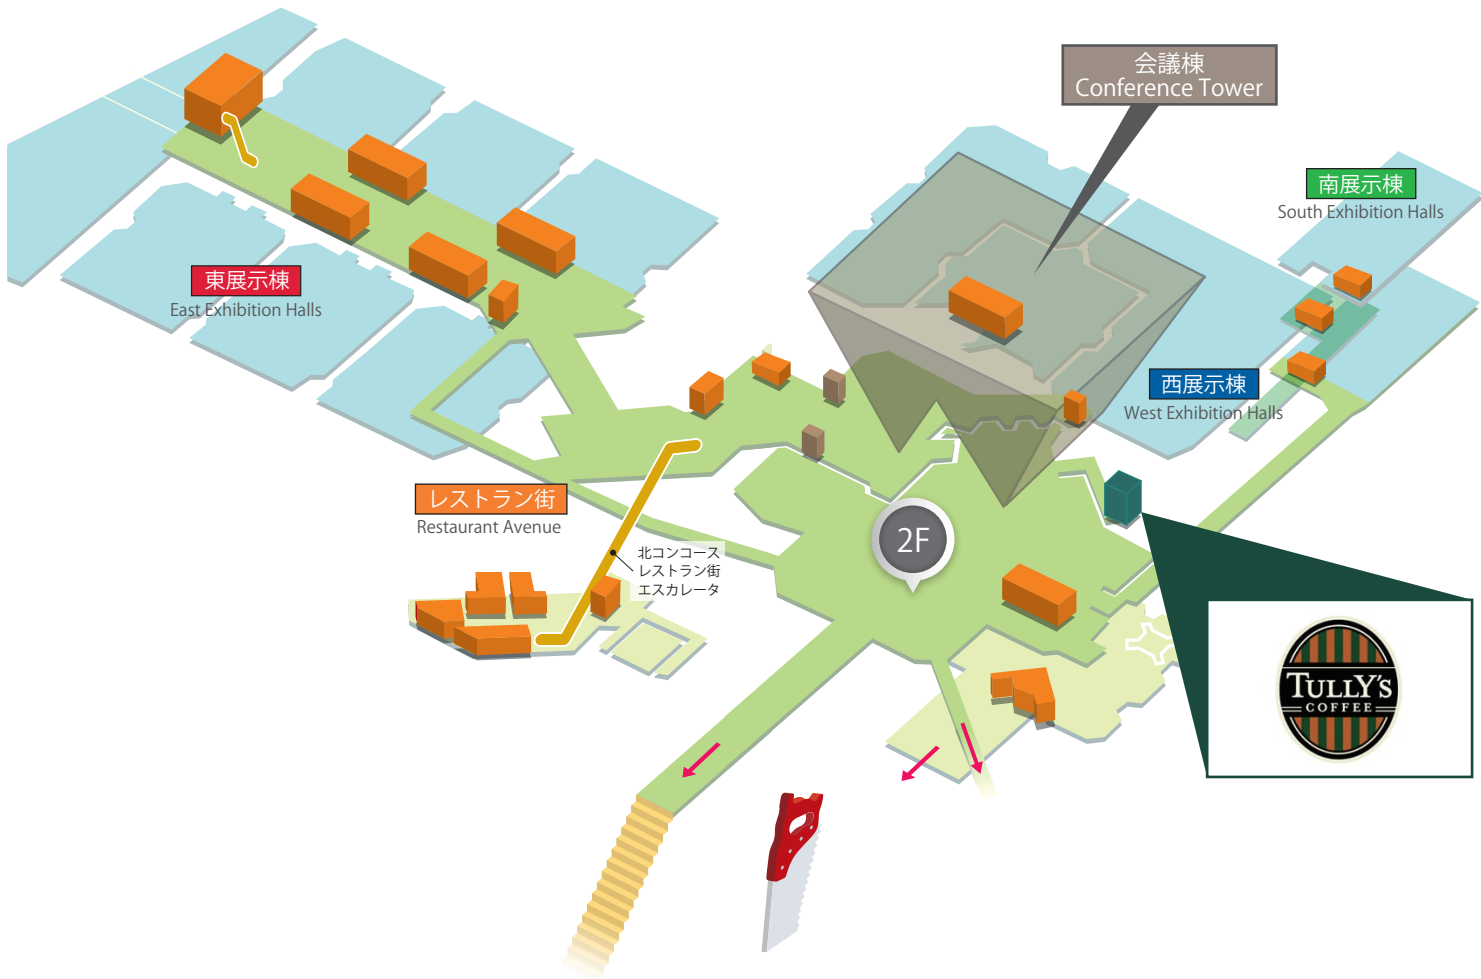 会議棟
Conference Tower
南展示棟
South Exhibition Halls
東展示棟
East Exhibition Halls
西展示棟
West Exhibition Halls
レストラン街
Restaurant Avenue
北コンコース
レストラン街
エスカレータ
2F
TULLY'S
COFFEE